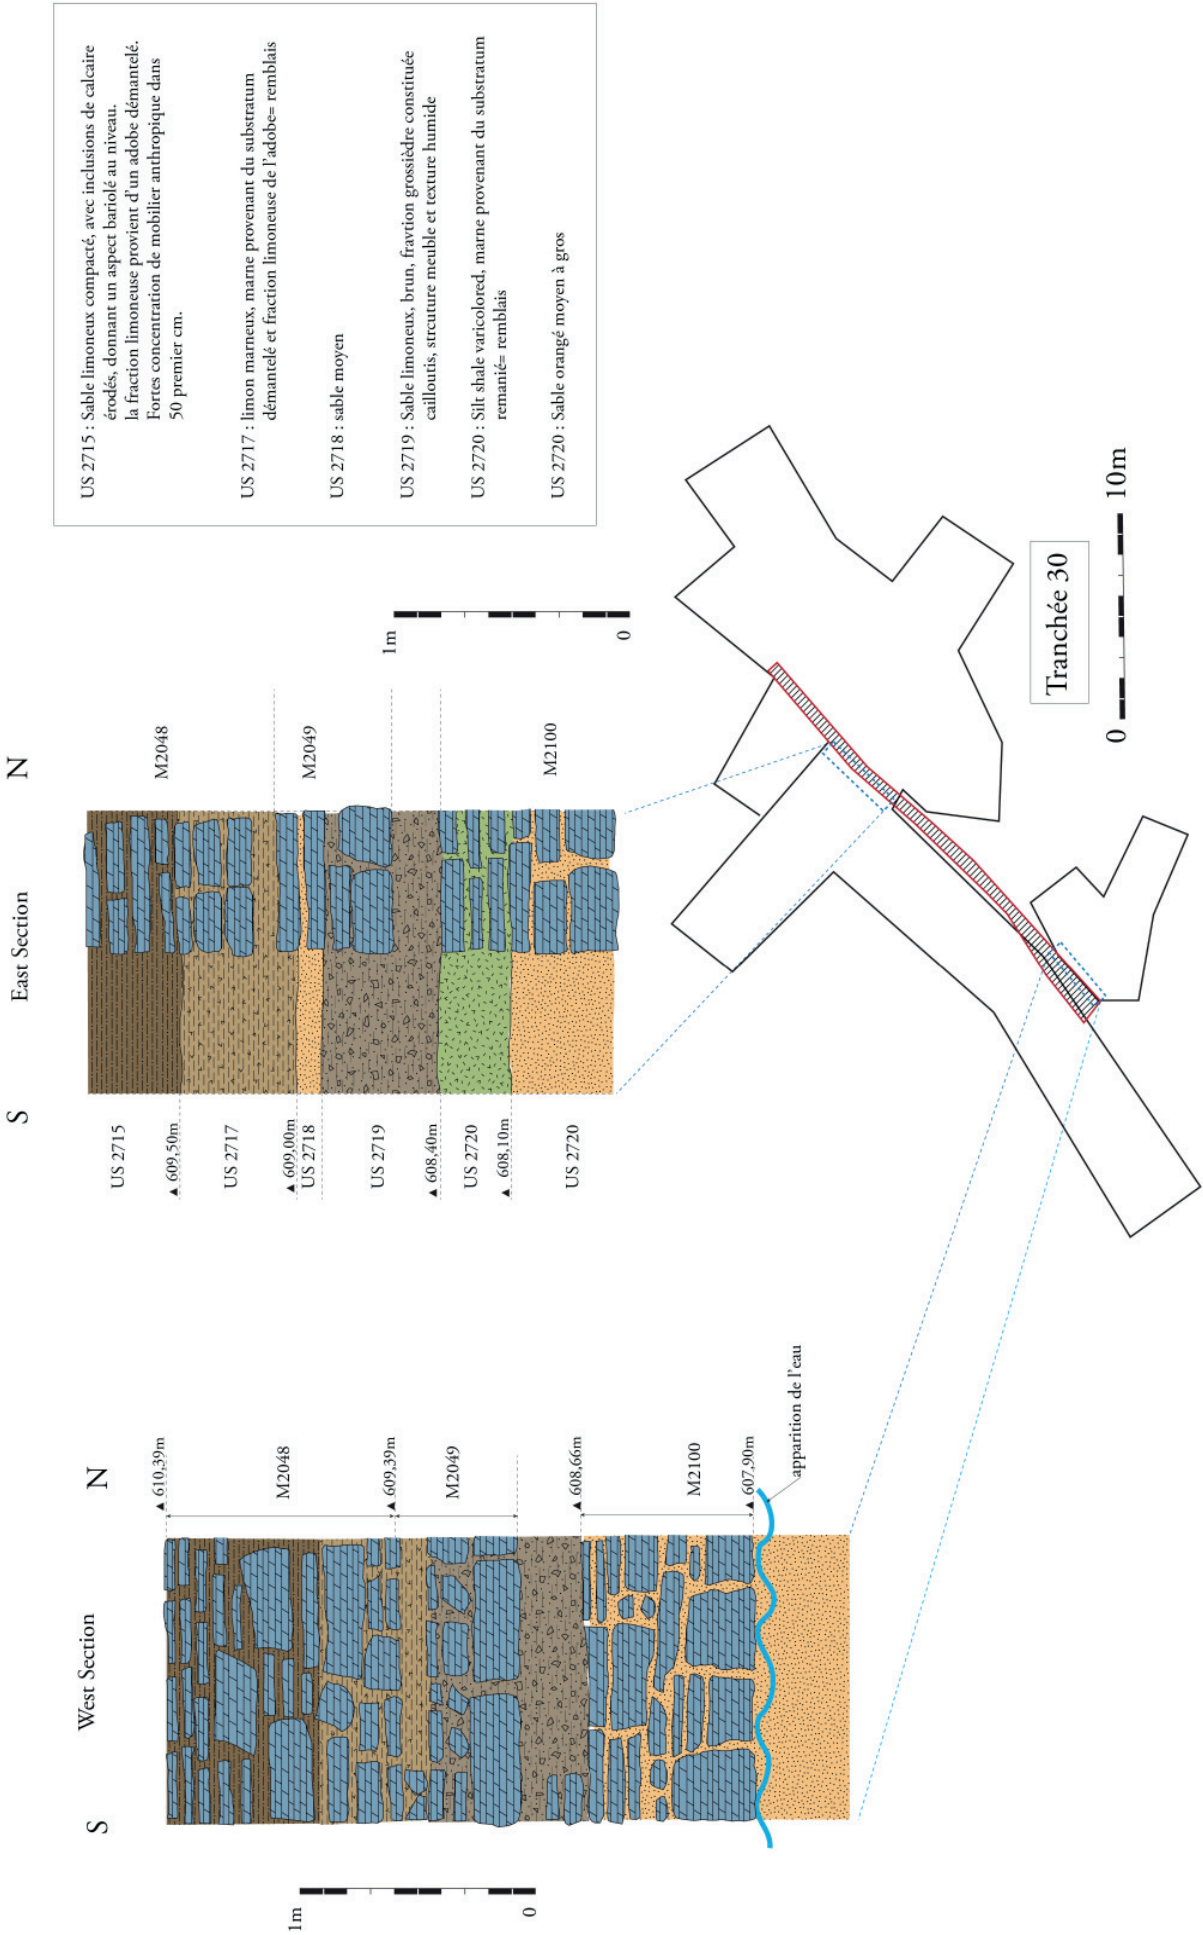 West Section
S
N
▲ 610,39m
M2048
▲ 609,39m
M2049
▲ 608,66m
M2100
▲ 607,90m
apparition de l'eau
1m
0
East Section
S
N
US 2715
▲ 609,50m
US 2717
▲ 609,00m
US 2718
US 2719
▲ 608,40m
US 2720
▲ 608,10m
US 2720
M2048
M2049
M2100
1m
0
US 2715 : Sable limoneux compacté, avec inclusions de calcaire
érodés, donnant un aspect bariolé au niveau.
la fraction limoneuse provient d'un adobe démantelé.
Fortes concentration de mobilier anthropique dans
50 premier cm.
US 2717 : limon marneux, marne provenant du substratum
démantelé et fraction limoneuse de l'adobe= remblais
US 2718 : sable moyen
US 2719 : Sable limoneux, brun, fravtion grossièdre constituée
cailloutis, strcuture meuble et texture humide
US 2720 : Silt shale varicolored, marne provenant du substratum
remanié= remblais
US 2720 : Sable orangé moyen à gros
Tranchée 30
0
10m